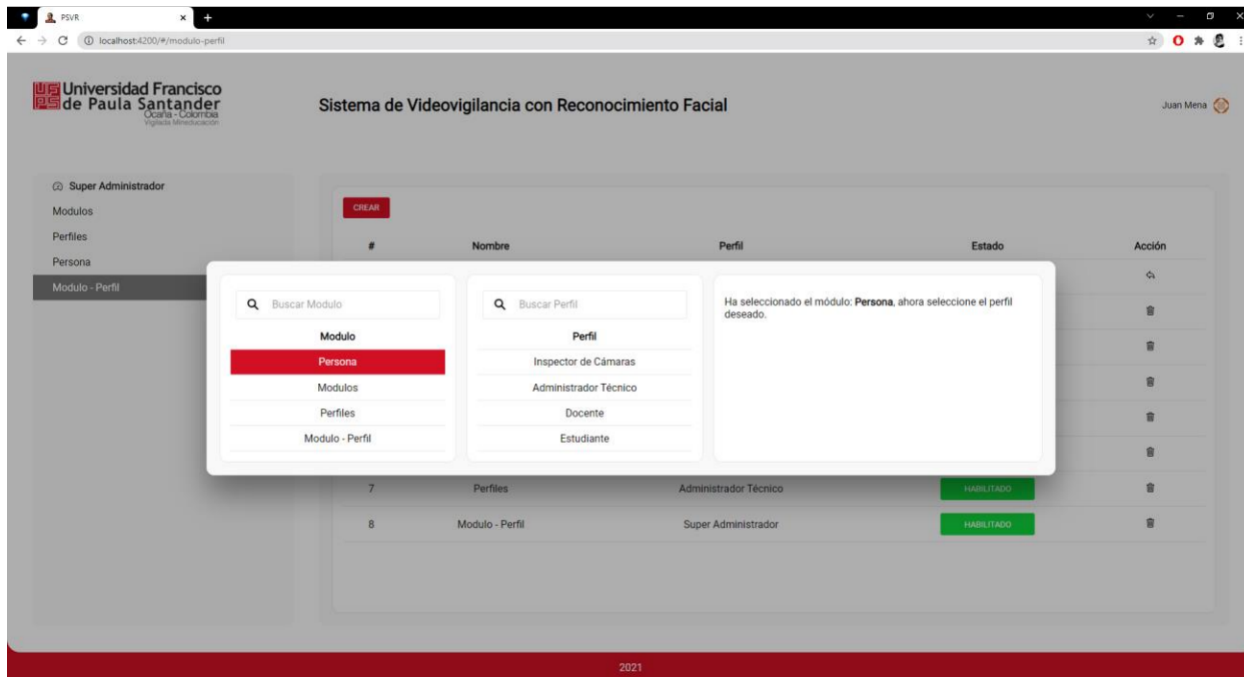 PSVR
localhost:4200/#/modulo-perfil
Universidad Francisco
de Paula Santander
Ocaña - Colombia
Vigilada Mineducación
Sistema de Videovigilancia con Reconocimiento Facial
Juan Mena
Super Administrador
Modulos
Perfiles
Persona
Modulo - Perfil
CREAR
# Nombre Perfil Estado Acción
Buscar Modulo
Modulo
Persona
Modulos
Perfiles
Modulo - Perfil
Buscar Perfil
Perfil
Inspector de Cámaras
Administrador Técnico
Docente
Estudiante
Ha seleccionado el módulo: Persona, ahora seleccione el perfil
deseado.
7 Perfiles Administrador Técnico HABILITADO
8 Modulo - Perfil Super Administrador HABILITADO
2021